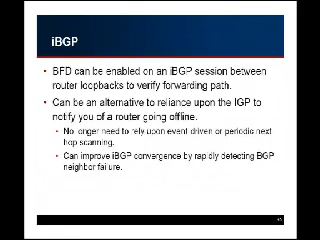 iBGP
• BFD can be enabled on an iBGP session between
router loopbacks to verify forwarding path.
• Can be an alternative to reliance upon the IGP to
notify you of a router going offline.
• No longer need to rely upon event driven or periodic next
hop scanning.
• Can improve iBGP convergence by rapidly detecting BGP
neighbor failure.